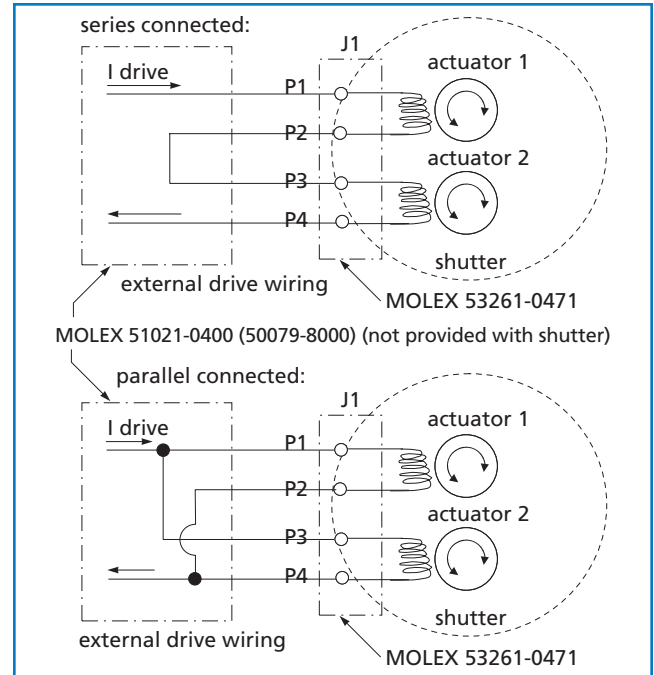 series connected:
J1
I drive
actuator 1
P1
P2
actuator 2
P3
P4
shutter
external drive wiring
MOLEX 53261-0471
MOLEX 51021-0400 (50079-8000) (not provided with shutter)
parallel connected:
J1
I drive
actuator 1
P1
P2
actuator 2
P3
P4
shutter
external drive wiring
MOLEX 53261-0471